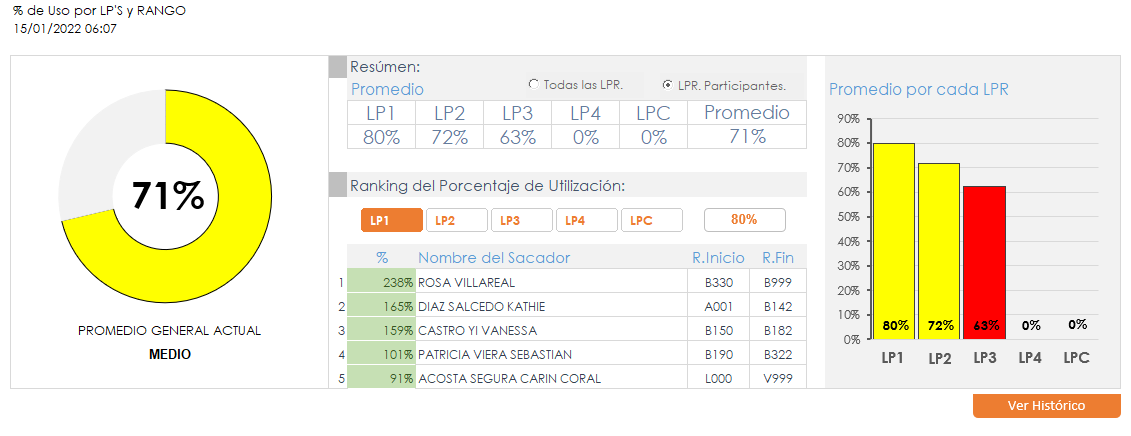 % de Uso por LP'S y RANGO
15/01/2022 06:07
71%
PROMEDIO GENERAL ACTUAL
MEDIO
Resúmen:
Promedio
Todas las LPR.
LPR. Participantes.
LP1 LP2 LP3 LP4 LPC Promedio
80% 72% 63% 0% 0% 71%
Ranking del Porcentaje de Utilización:
LP1 LP2 LP3 LP4 LPC 80%
% Nombre del Sacador R.Inicio R.Fin
1 238% ROSA VILLAREAL B330 B999
2 165% DIAZ SALCEDO KATHIE A001 B142
3 159% CASTRO YI VANESSA B150 B182
4 101% PATRICIA VIERA SEBASTIAN B190 B322
5 91% ACOSTA SEGURA CARIN CORAL L000 V999
Promedio por cada LPR
90%
80%
70%
60%
50%
40%
30%
20%
10%
0%
80% 72% 63% 0% 0%
LP1 LP2 LP3 LP4 LPC
Ver Histórico